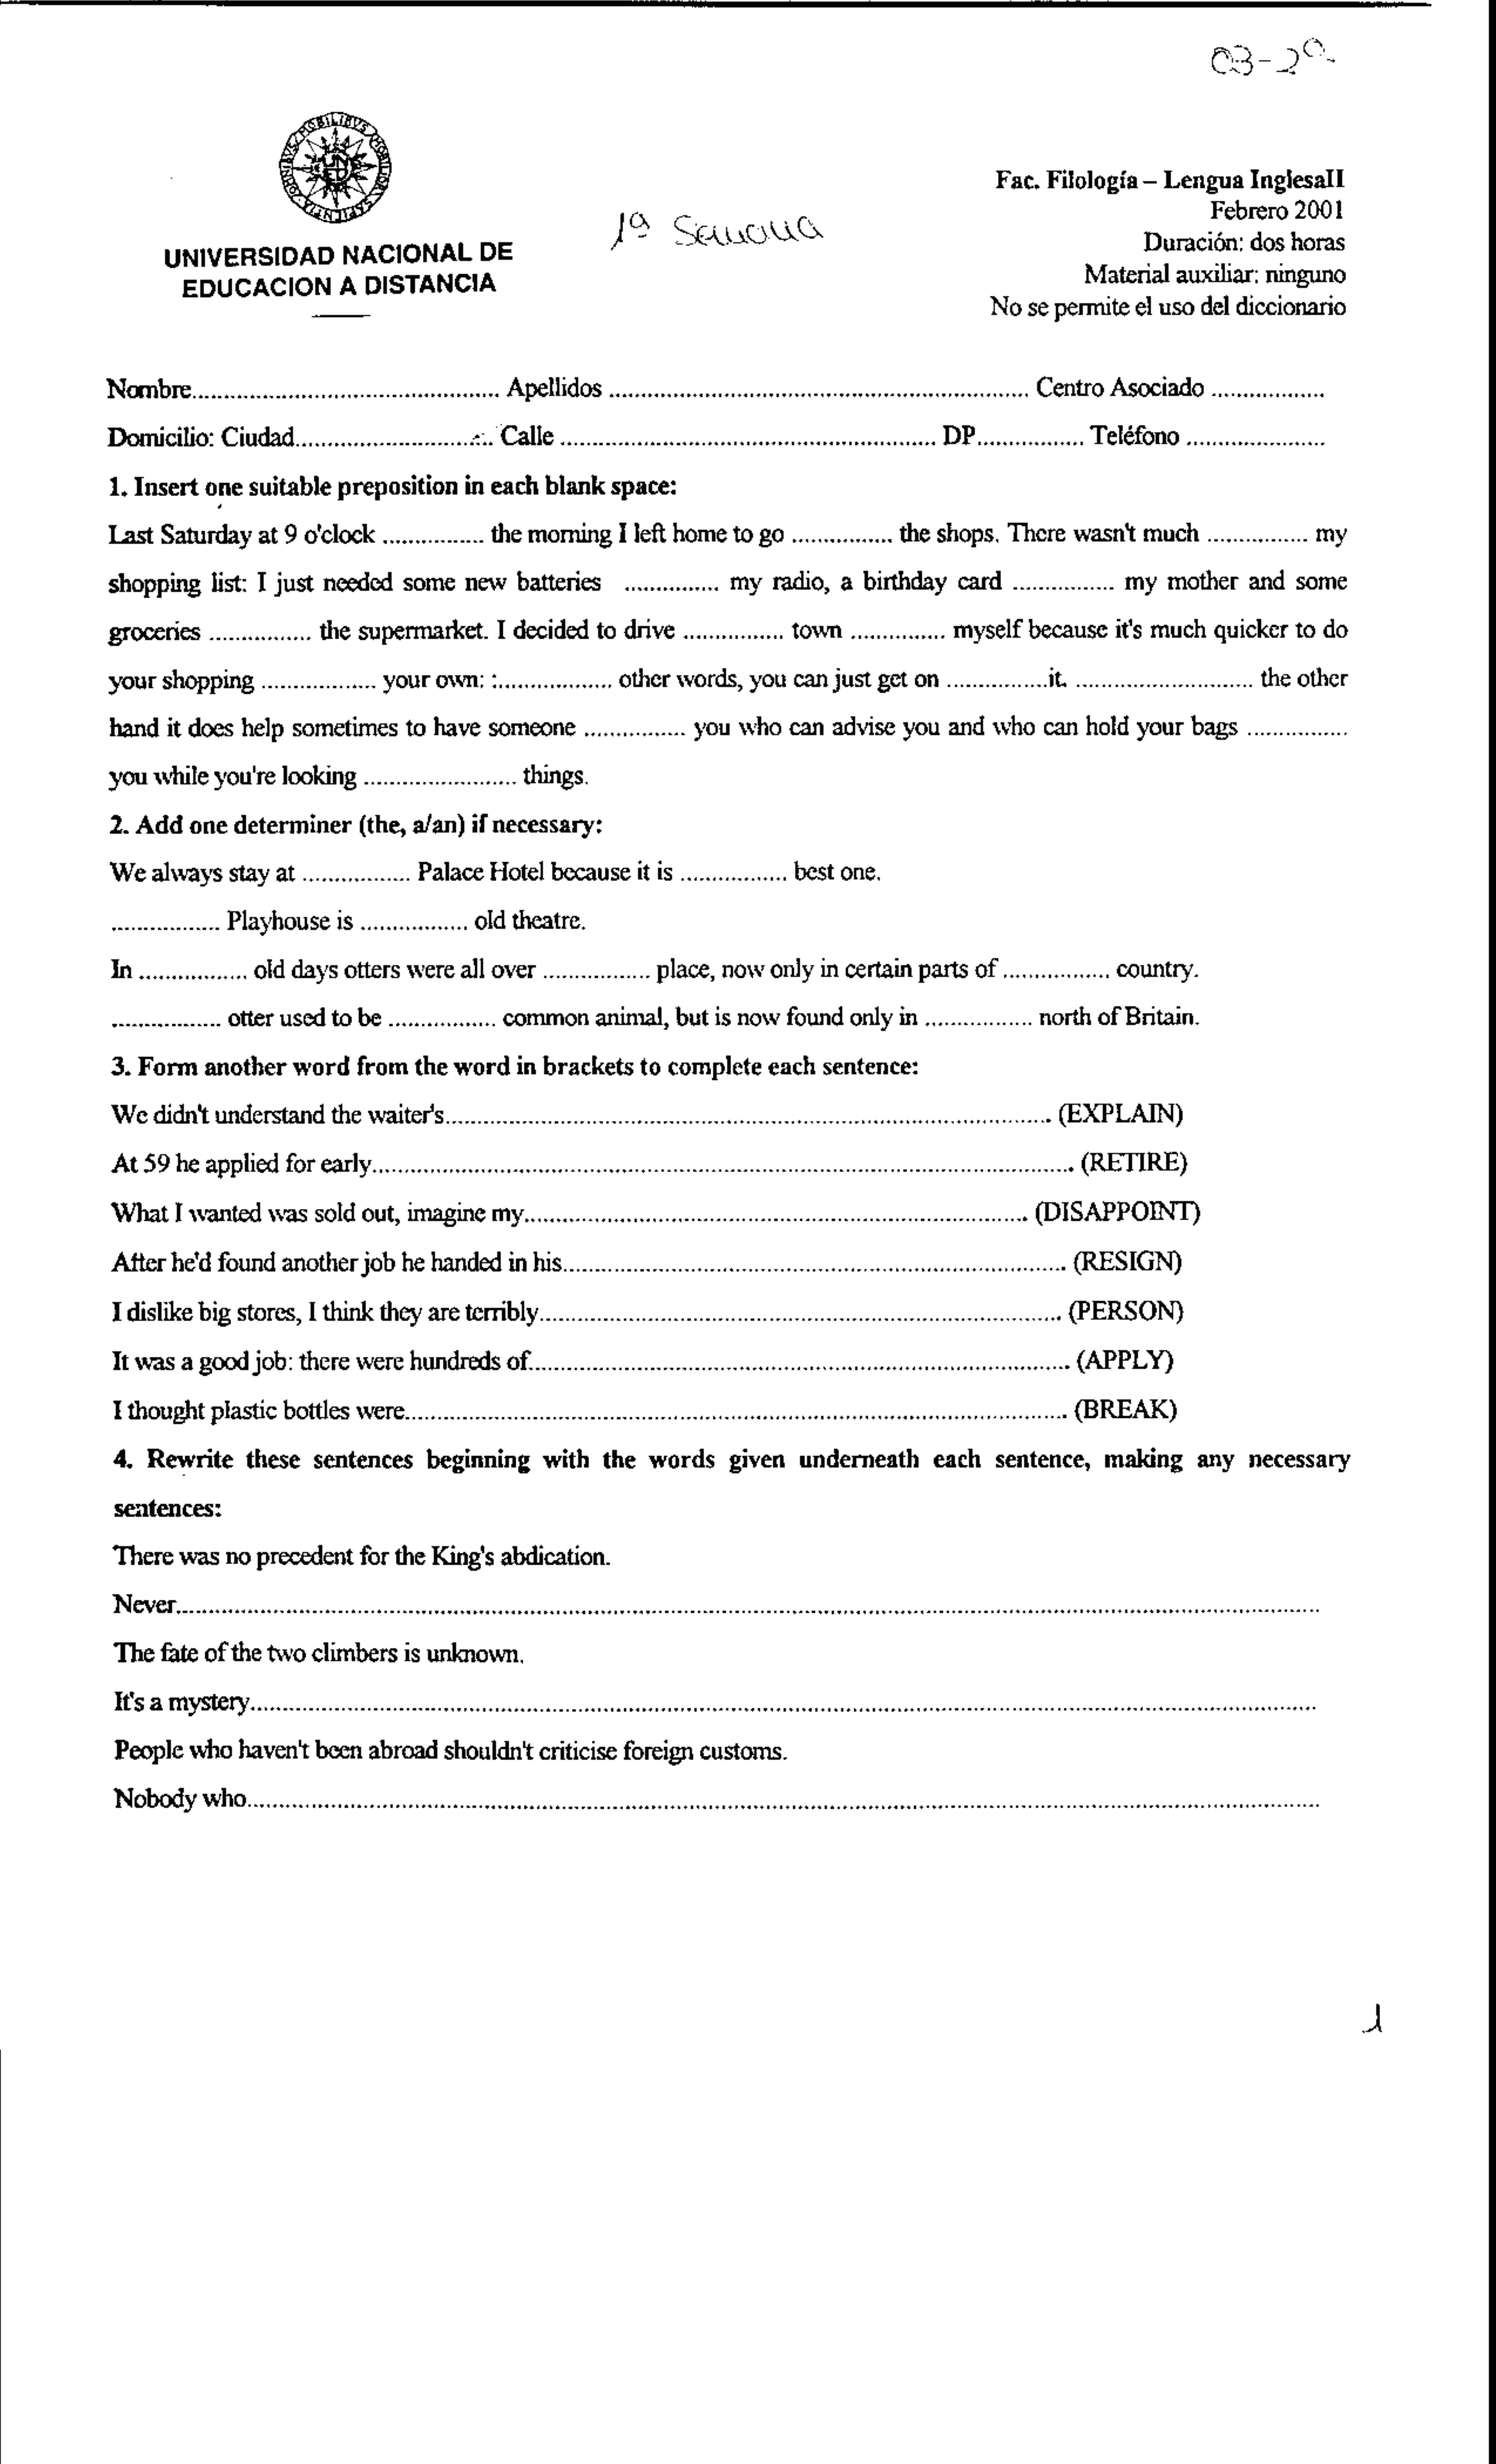 03-2º
1ª Semana
Fac. Filología – Lengua InglesaII
Febrero 2001
Duración: dos horas
Material auxiliar: ninguno
No se permite el uso del diccionario
UNIVERSIDAD NACIONAL DE
EDUCACION A DISTANCIA
Nombre................................................ Apellidos ................................................................. Centro Asociado ..................
Domicilio: Ciudad.............................. Calle ........................................................... DP................. Teléfono ......................
1. Insert one suitable preposition in each blank space:
Last Saturday at 9 o'clock ................ the morning I left home to go ................ the shops. There wasn't much ................ my
shopping list: I just needed some new batteries ............... my radio, a birthday card ................ my mother and some
groceries ................ the supermarket. I decided to drive ................ town ............... myself because it's much quicker to do
your shopping .................. your own: :.................. other words, you can just get on ................it. ............................ the other
hand it does help sometimes to have someone ................ you who can advise you and who can hold your bags ................
you while you're looking ........................ things.
2. Add one determiner (the, a/an) if necessary:
We always stay at ................. Palace Hotel because it is ................. best one.
................. Playhouse is ................. old theatre.
In ................. old days otters were all over ................. place, now only in certain parts of ................. country.
................. otter used to be ................. common animal, but is now found only in ................. north of Britain.
3. Form another word from the word in brackets to complete each sentence:
We didn't understand the waiter's................................................................................................ (EXPLAIN)
At 59 he applied for early.............................................................................................................. (RETIRE)
What I wanted was sold out, imagine my................................................................................ (DISAPPOINT)
After he'd found another job he handed in his................................................................................ (RESIGN)
I dislike big stores, I think they are terribly................................................................................... (PERSON)
It was a good job: there were hundreds of..................................................................................... (APPLY)
I thought plastic bottles were......................................................................................................... (BREAK)
4. Rewrite these sentences beginning with the words given underneath each sentence, making any necessary
sentences:
There was no precedent for the King's abdication.
Never....................................................................................................................................................................
The fate of the two climbers is unknown.
It's a mystery.........................................................................................................................................................
People who haven't been abroad shouldn't criticise foreign customs.
Nobody who..........................................................................................................................................................
1